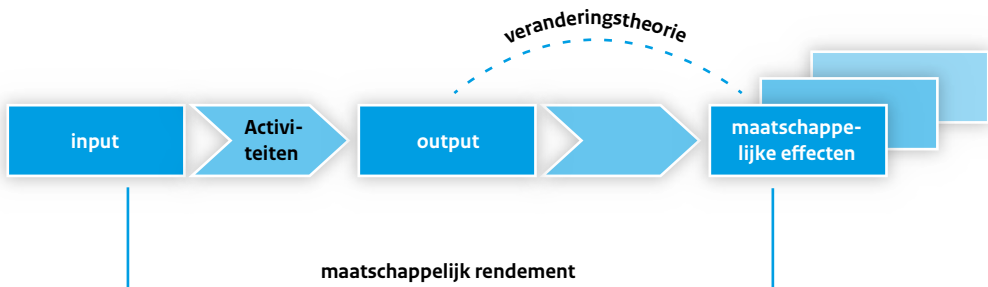 veranderingstheorie
input
Activi-
teiten
output
maatschappe-
lijke effecten
maatschappelijk rendement